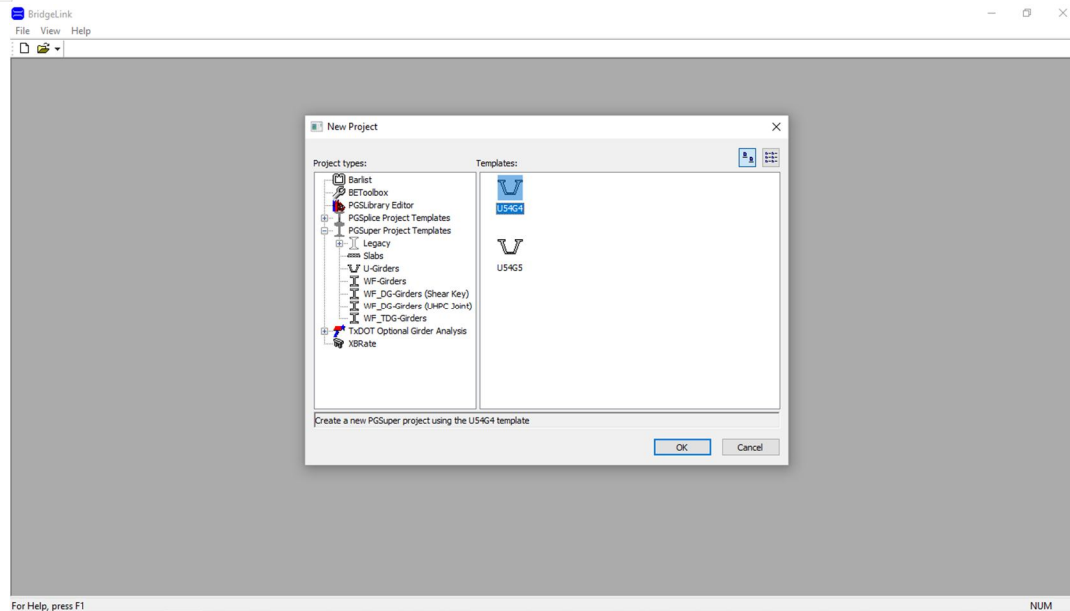 BridgeLink
File View Help
New Project
Project types:
Templates:
Barlist
BEToolbox
PGSLibrary Editor
PGSplice Project Templates
PGSuper Project Templates
Legacy
Slabs
U-Girders
WF-Girders
WF_DG-Girders (Shear Key)
WF_DG-Girders (UHPC Joint)
WF_TDG-Girders
TxDOT Optional Girder Analysis
XBRate
U54G4
U54G5
Create a new PGSuper project using the U54G4 template
OK Cancel
For Help, press F1
NUM